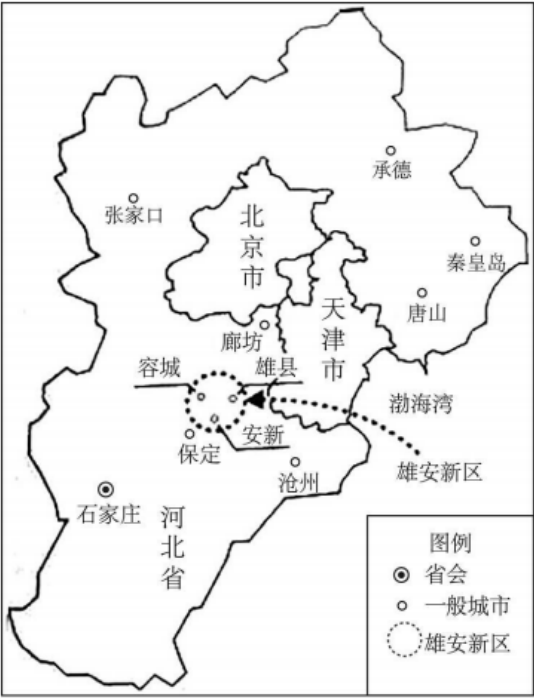 承德
张家口
北京市
秦皇岛
天津市
唐山
廊坊
容城
雄县
渤海湾
安新
保定
雄安新区
沧州
石家庄
河北省
图例
省会
一般城市
雄安新区